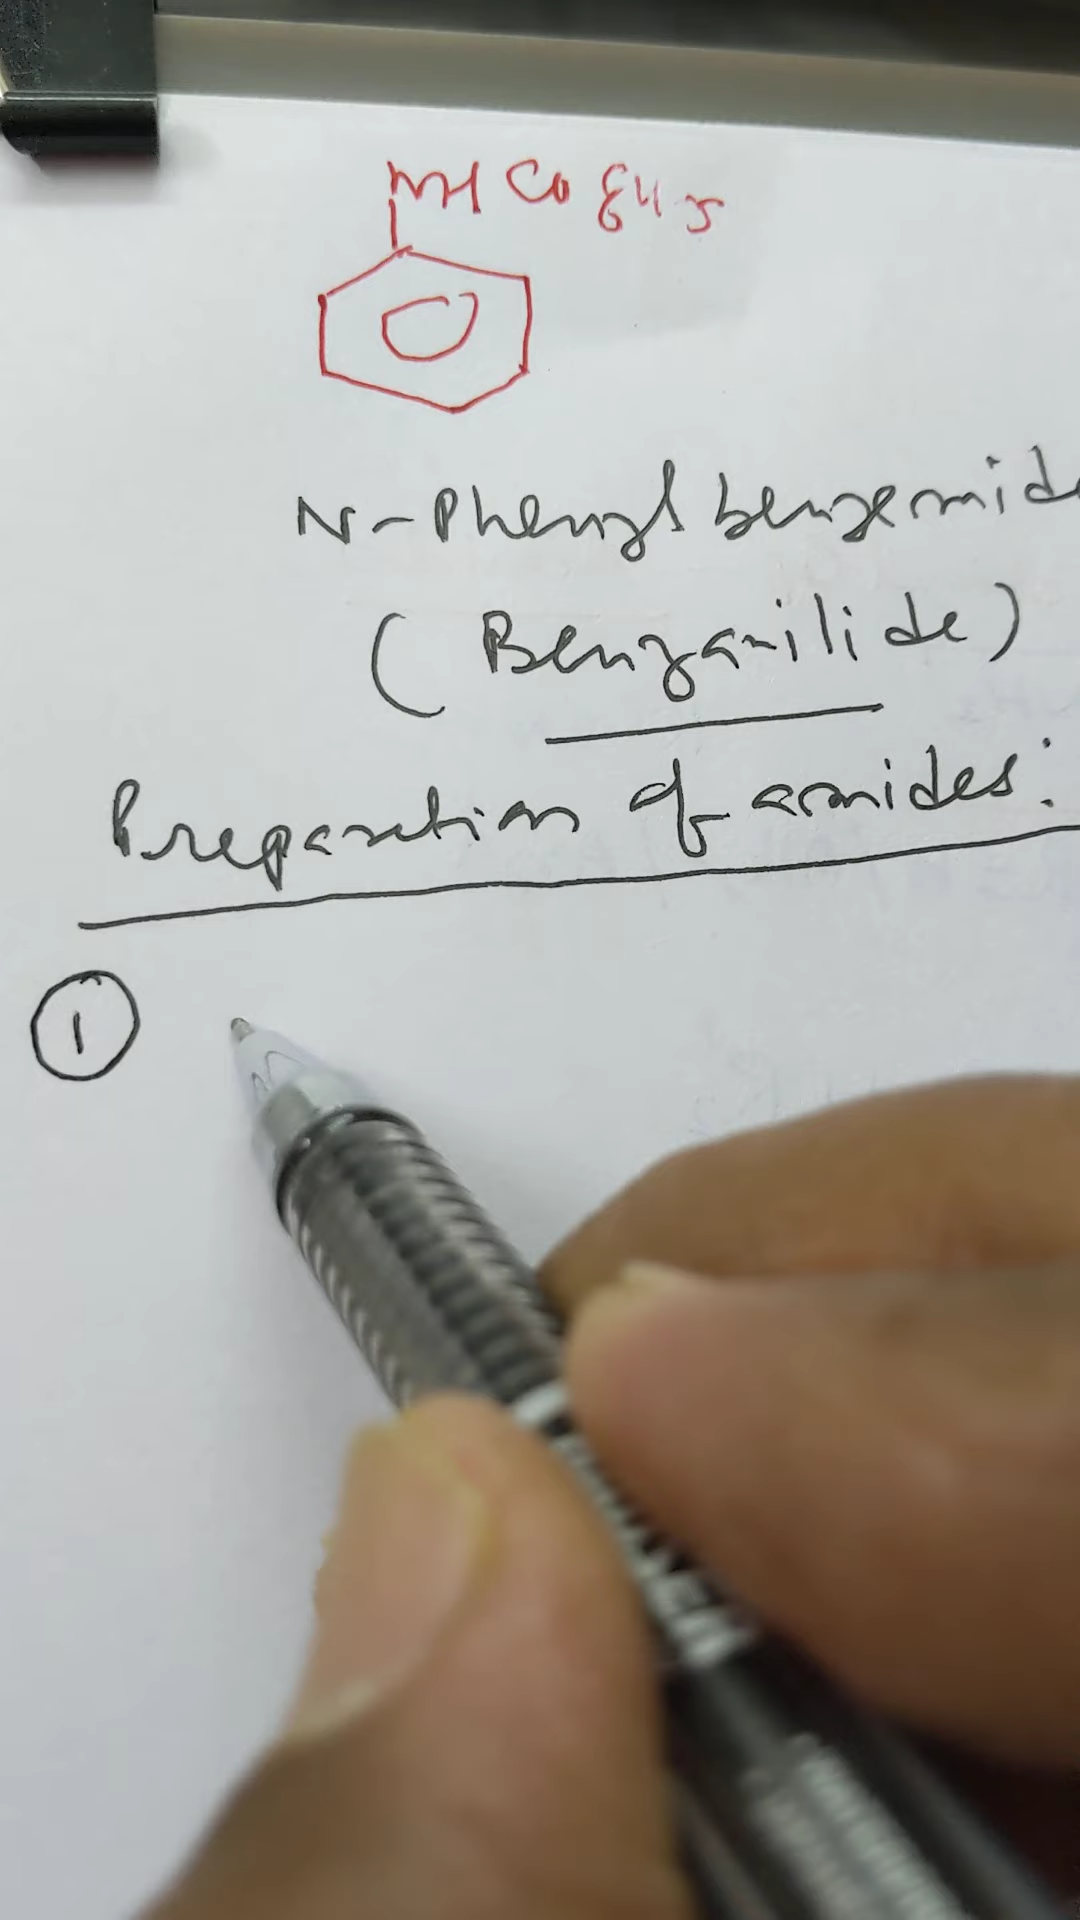 NHCOC6H5
N-Phenyl benzamide
(Benzanilide)
Preparation of amides:
1